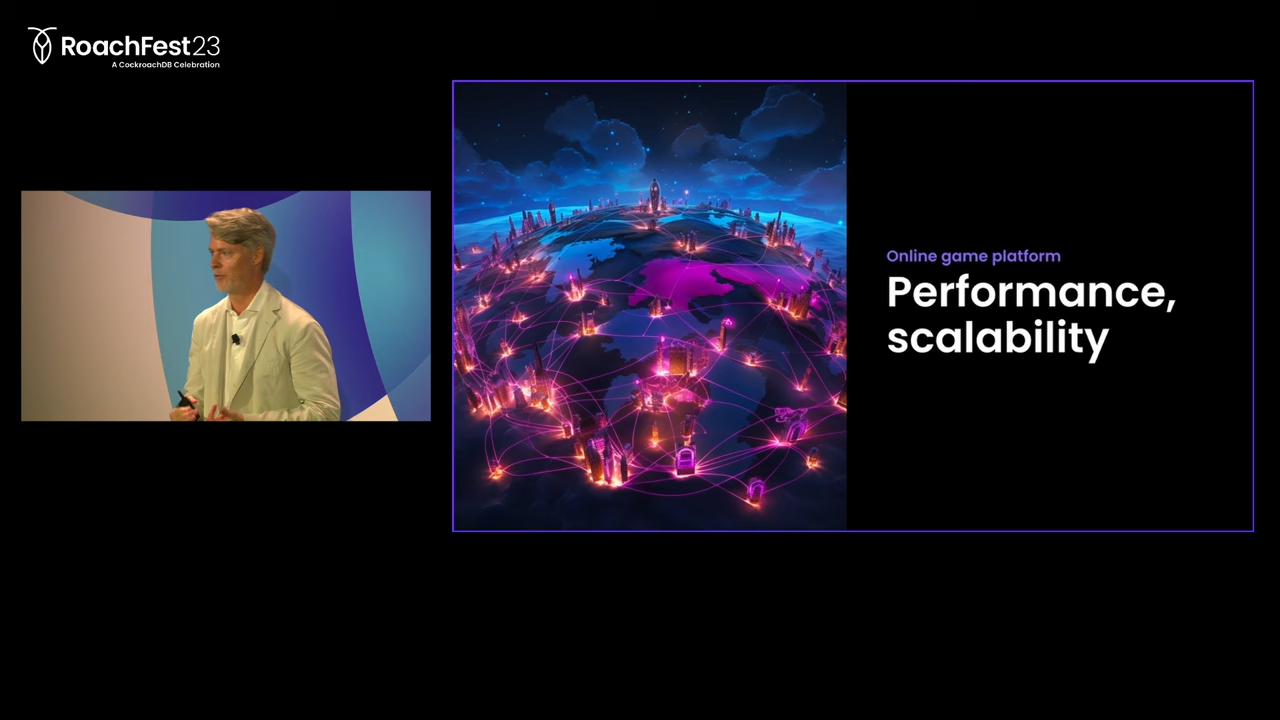 RoachFest23
A CockroachDB Celebration
Online game platform
Performance,
scalability